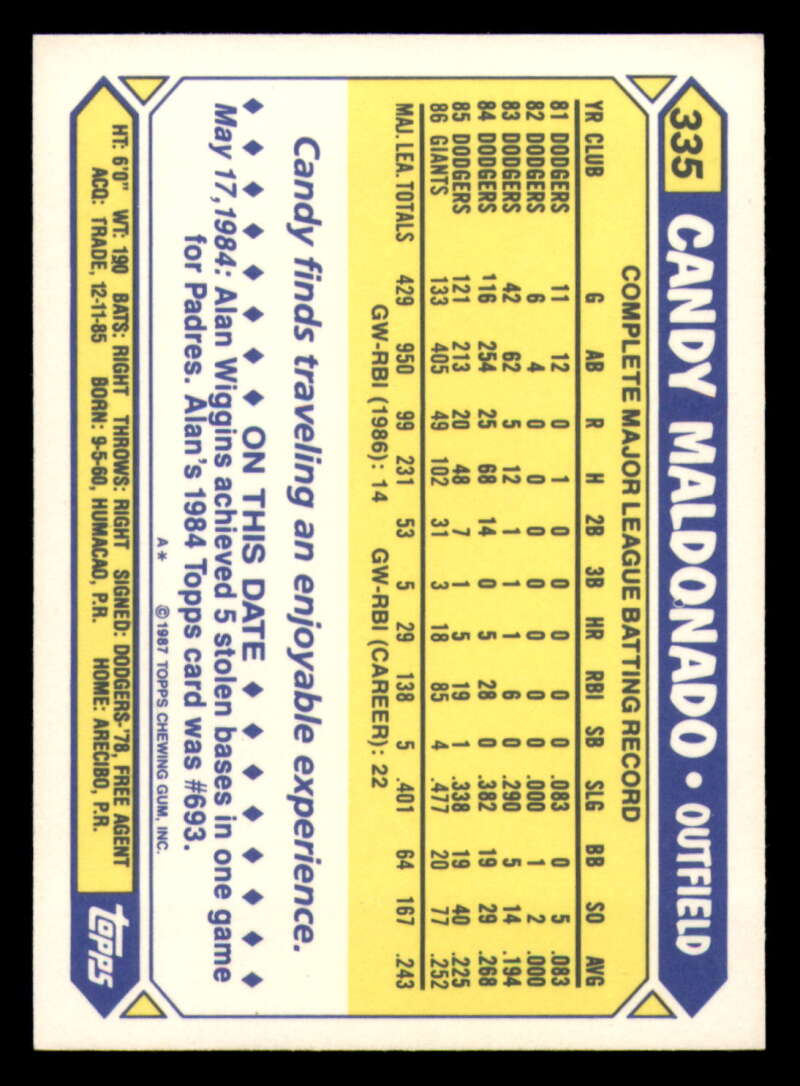 335 CANDY MALDONADO • OUTFIELD
COMPLETE MAJOR LEAGUE BATTING RECORD
YR CLUB G AB R H 2B 3B HR RBI SB SLG BB SO AVG
81 DODGERS 11 12 0 1 0 0 0 0 0 .083 0 5 .083
82 DODGERS 6 4 0 0 0 0 0 0 0 .000 1 2 .000
83 DODGERS 42 62 5 12 1 1 1 6 0 .290 5 14 .194
84 DODGERS 116 254 25 68 14 0 5 28 0 .382 19 29 .268
85 DODGERS 121 213 20 48 7 1 5 19 1 .338 19 40 .225
86 GIANTS 133 405 49 102 31 3 18 85 4 .477 20 77 .252
MAJ. LEA. TOTALS 429 950 99 231 53 5 29 138 5 .401 64 167 .243
GW-RBI (1986): 14 GW-RBI (CAREER): 22
Candy finds traveling an enjoyable experience.
◆ ◆ ◆ ◆ ◆ ◆ ◆ ◆ ON THIS DATE ◆ ◆ ◆ ◆ ◆ ◆ ◆ ◆
May 17,1984: Alan Wiggins achieved 5 stolen bases in one game
for Padres. Alan's 1984 Topps card was #693.
A* © 1987 TOPPS CHEWING GUM, INC.
HT: 6'0" WT: 190 BATS: RIGHT THROWS: RIGHT SIGNED: DODGERS-'78, FREE AGENT
ACQ: TRADE, 12-11-85 BORN: 9-5-60, HUMACAO, P.R. HOME: ARECIBO, P.R.
topps